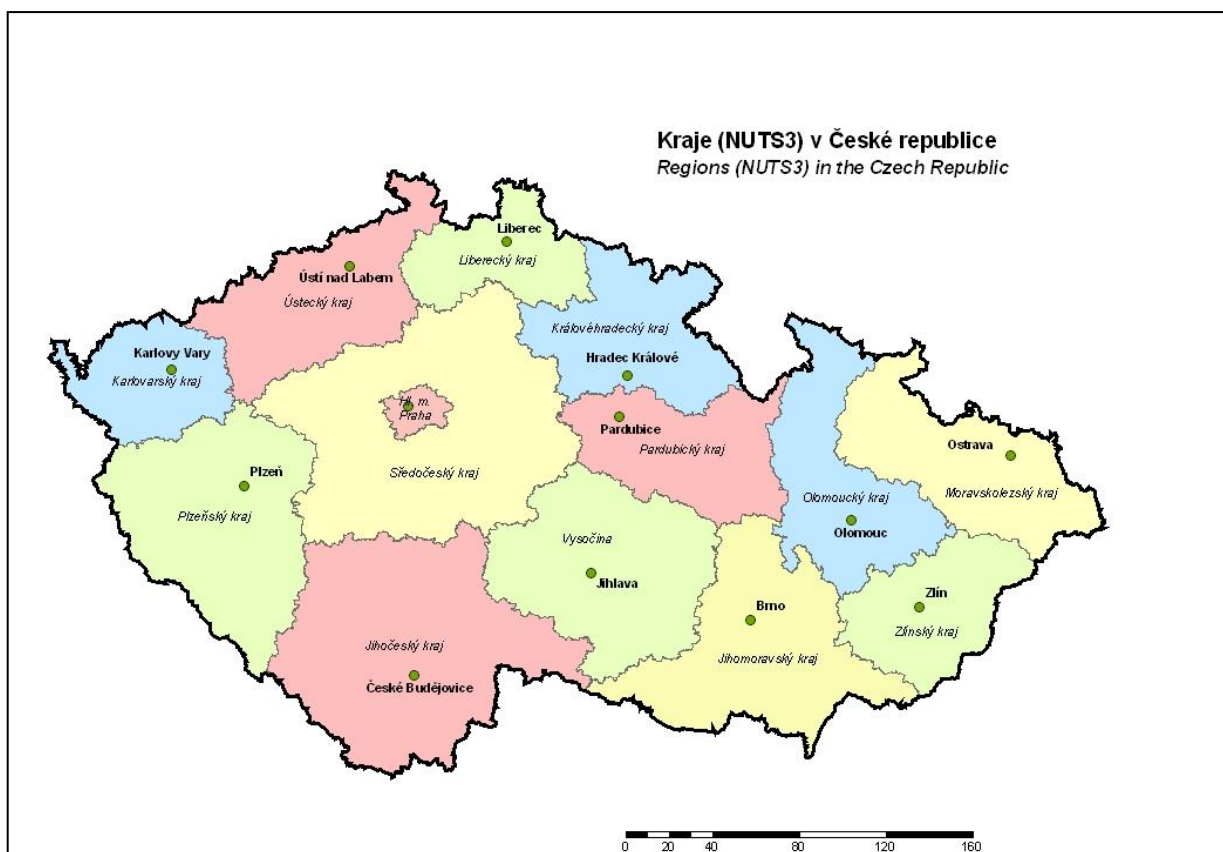 Kraje (NUTS3) v České republice
Regions (NUTS3) in the Czech Republic
Liberec
Liberecký kraj
Ústí nad Labem
Ústecký kraj
Královéhradecký kraj
Hradec Králové
Karlovy Vary
Karlovarský kraj
Hl. m.
Praha
Pardubice
Pardubický kraj
Ostrava
Moravskolezský kraj
Plzeň
Plzeňský kraj
Sředočeský kraj
Olomoucký kraj
Olomouc
Vysočina
Jihlava
Brno
Jihomoravský kraj
Zlín
Zlínský kraj
Jihočeský kraj
České Budějovice
0 20 40 80 120 160